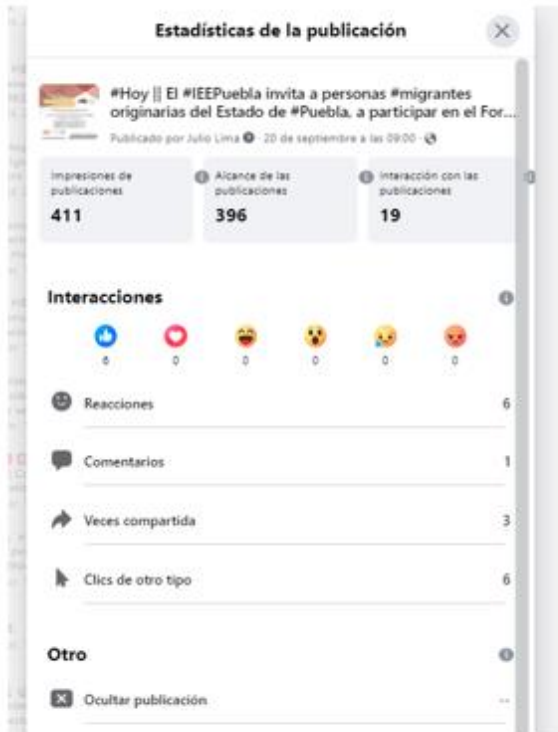 Estadísticas de la publicación
#Hoy || El #IEEPuebla invita a personas #migrantes
originarias del Estado de #Puebla, a participar en el For...
Publicado por Julio Lima · 20 de septiembre a las 09:00 ·
Impresiones de
publicaciones
411
Alcance de las
publicaciones
396
Interacción con las
publicaciones
19
Interacciones
6 0 0 0 0 0
Reacciones 6
Comentarios 1
Veces compartida 3
Clics de otro tipo 6
Otro
Ocultar publicación --